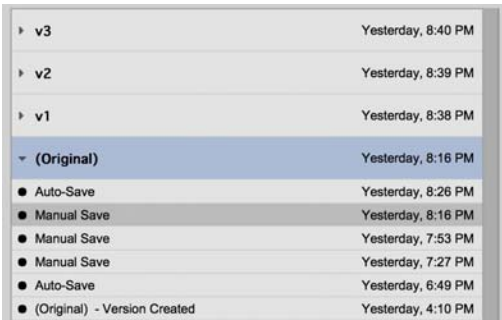 v3 Yesterday, 8:40 PM
v2 Yesterday, 8:39 PM
v1 Yesterday, 8:38 PM
(Original) Yesterday, 8:16 PM
Auto-Save Yesterday, 8:26 PM
Manual Save Yesterday, 8:16 PM
Manual Save Yesterday, 7:53 PM
Manual Save Yesterday, 7:27 PM
Auto-Save Yesterday, 6:49 PM
(Original) - Version Created Yesterday, 4:10 PM